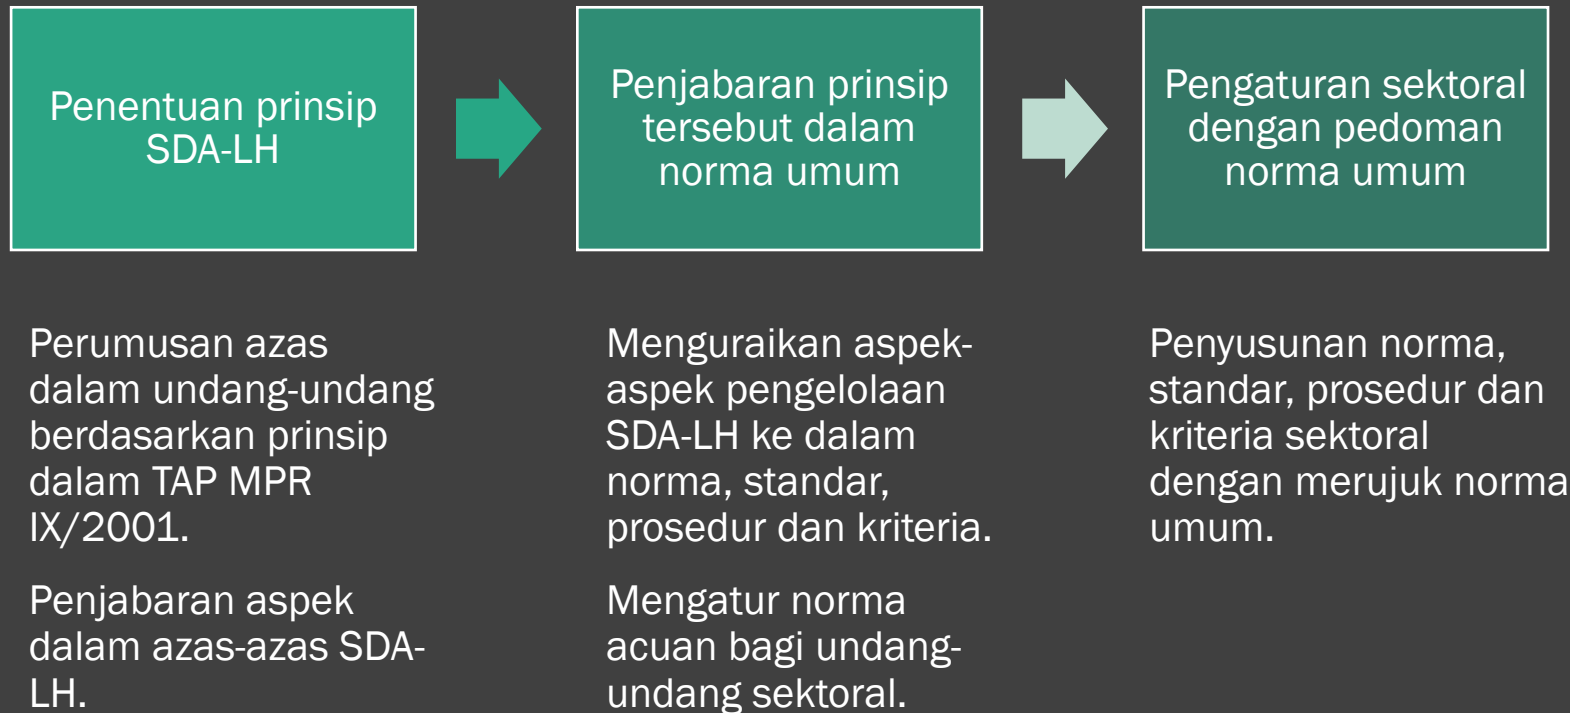 Penentuan prinsip
SDA-LH
Penjabaran prinsip
tersebut dalam
norma umum
Pengaturan sektoral
dengan pedoman
norma umum
Perumusan azas
dalam undang-undang
berdasarkan prinsip
dalam TAP MPR
IX/2001.
Penjabaran aspek
dalam azas-azas SDA-
LH.
Menguraikan aspek-
aspek pengelolaan
SDA-LH ke dalam
norma, standar,
prosedur dan kriteria.
Mengatur norma
acuan bagi undang-
undang sektoral.
Penyusunan norma,
standar, prosedur dan
kriteria sektoral
dengan merujuk norma
umum.